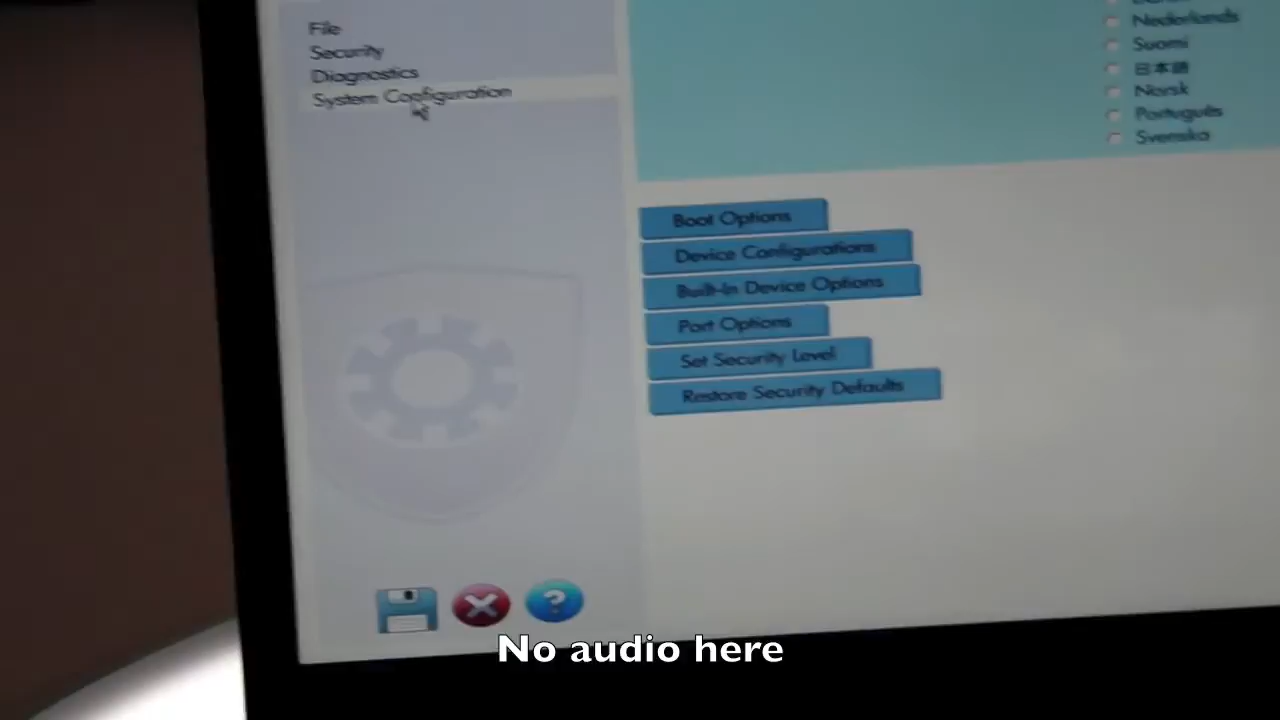 File
Security
Diagnostics
System Configuration
Nederlands
Suomi
日本語
Norsk
Português
Svenska
Boot Options
Device Configurations
Built-In Device Options
Port Options
Set Security Level
Restore Security Defaults
?
No audio here